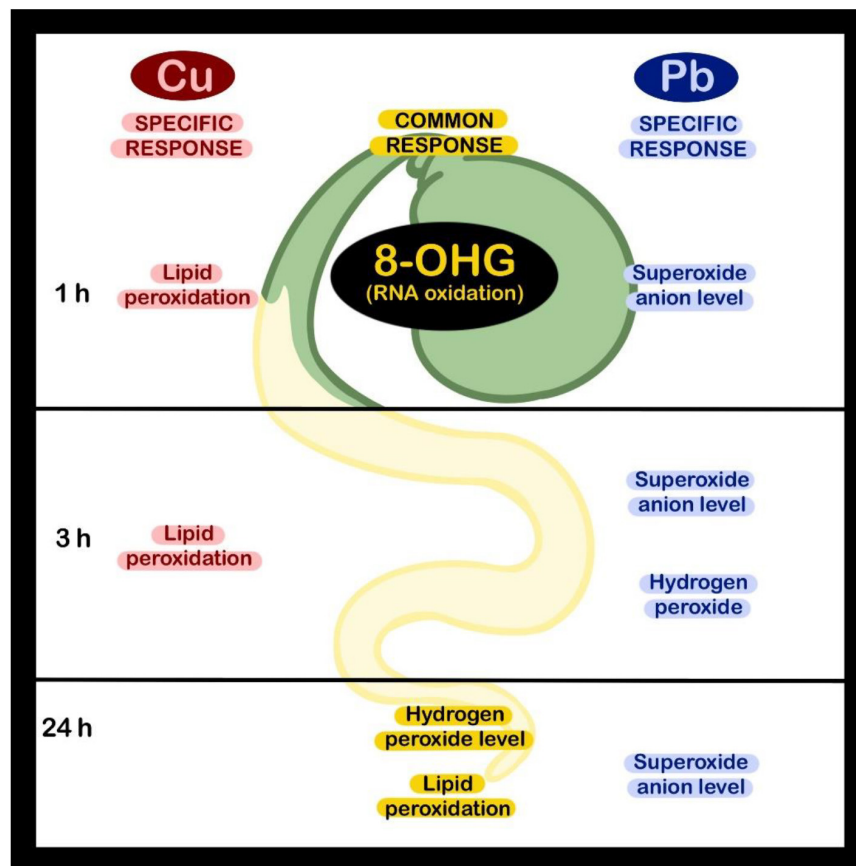 Cu
Pb
SPECIFIC
RESPONSE
COMMON
RESPONSE
SPECIFIC
RESPONSE
1 h
Lipid
peroxidation
8-OHG
(RNA oxidation)
Superoxide
anion level
3 h
Lipid
peroxidation
Superoxide
anion level
Hydrogen
peroxide
24 h
Hydrogen
peroxide level
Lipid
peroxidation
Superoxide
anion level